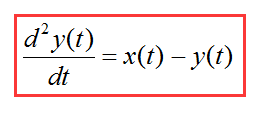 d²y(t)/dt = x(t) − y(t)